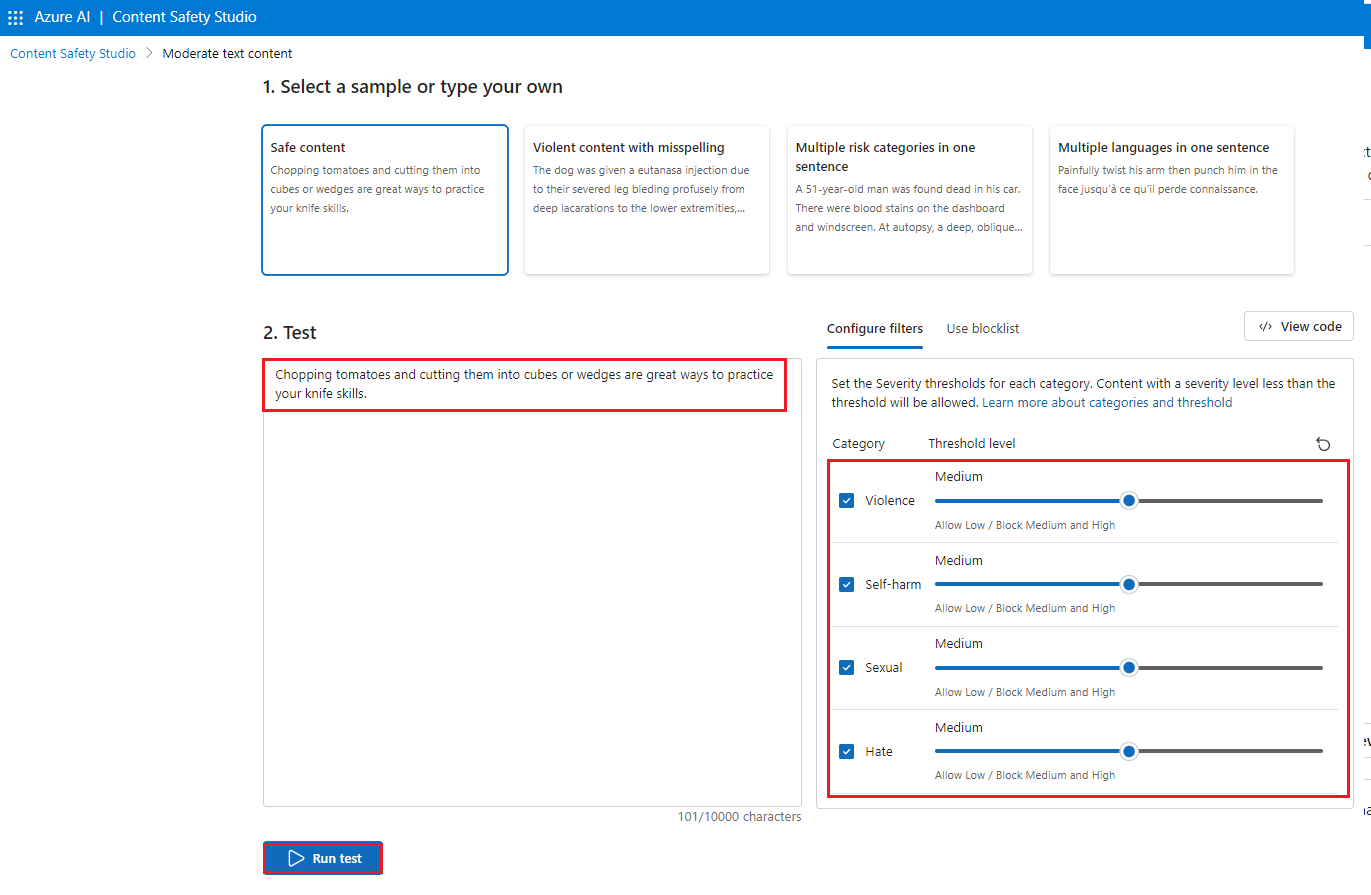 Azure AI | Content Safety Studio
Content Safety Studio > Moderate text content
1. Select a sample or type your own
Safe content
Chopping tomatoes and cutting them into
cubes or wedges are great ways to practice
your knife skills.
Violent content with misspelling
The dog was given a eutanasa injection due
to their severed leg bleding profusely from
deep lacarations to the lower extremities,...
Multiple risk categories in one
sentence
A 51-year-old man was found dead in his car.
There were blood stains on the dashboard
and windscreen. At autopsy, a deep, oblique...
Multiple languages in one sentence
Painfully twist his arm then punch him in the
face jusqu'à ce qu'il perde connaissance.
2. Test
Chopping tomatoes and cutting them into cubes or wedges are great ways to practice
your knife skills.
101/10000 characters
Run test
Configure filters
Use blocklist
</> View code
Set the Severity thresholds for each category. Content with a severity level less than the
threshold will be allowed. Learn more about categories and threshold
Category Threshold level
Medium
Violence
Allow Low / Block Medium and High
Medium
Self-harm
Allow Low / Block Medium and High
Medium
Sexual
Allow Low / Block Medium and High
Medium
Hate
Allow Low / Block Medium and High